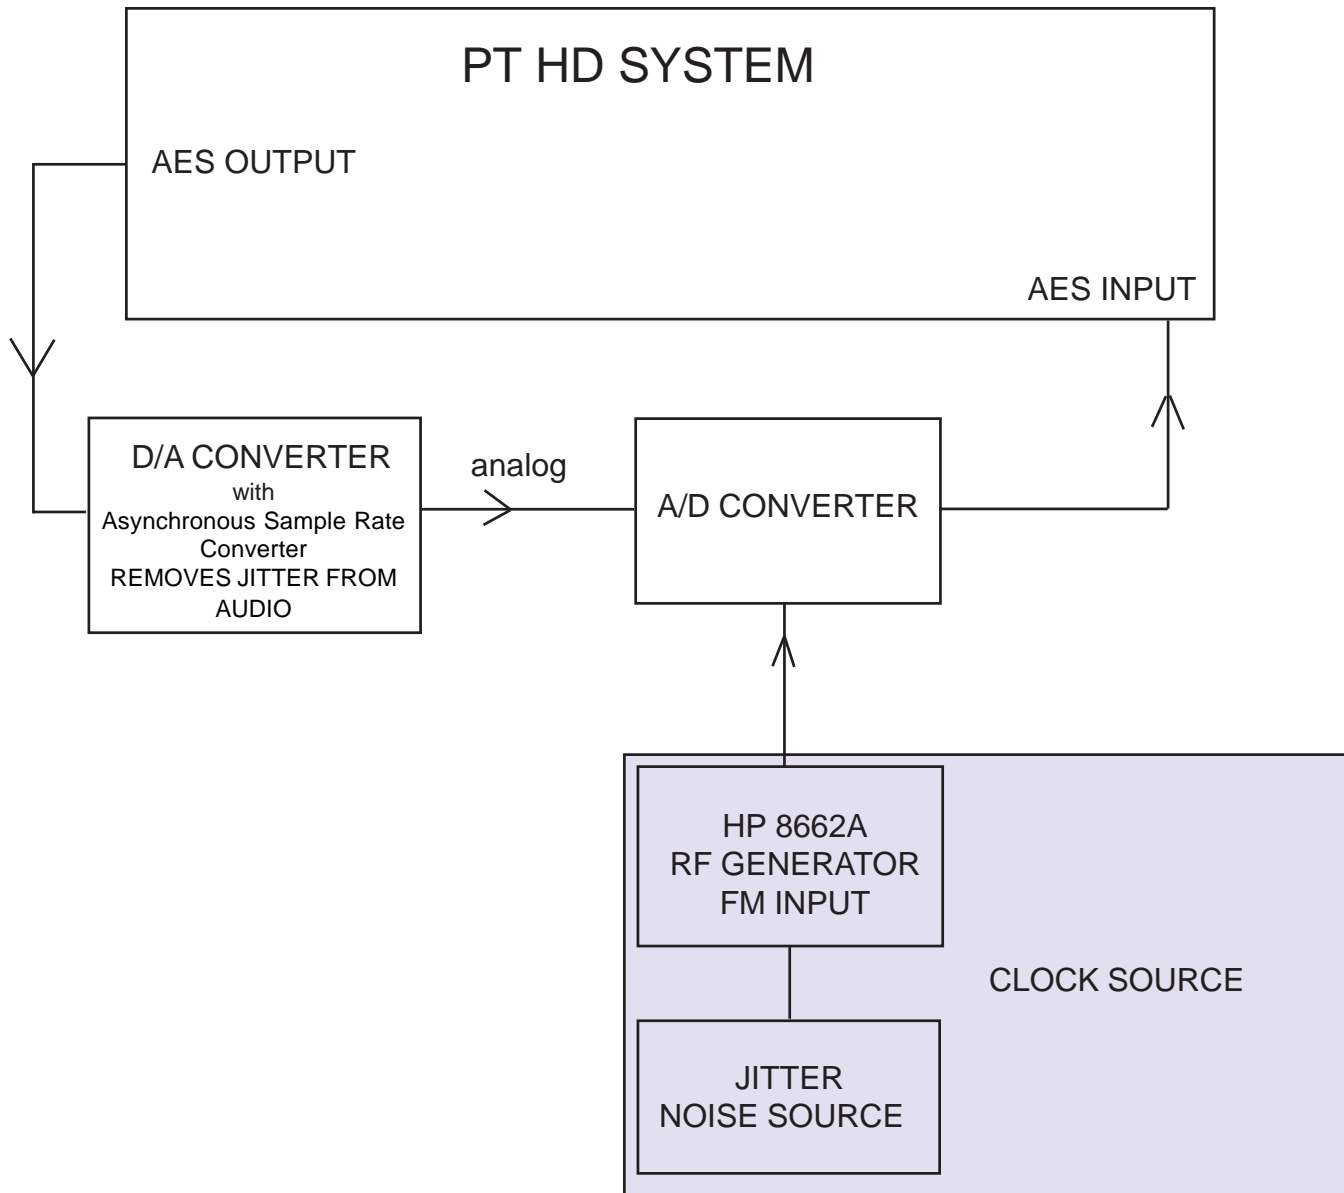 PT HD SYSTEM
AES OUTPUT
AES INPUT
D/A CONVERTER
with
Asynchronous Sample Rate
Converter
REMOVES JITTER FROM
AUDIO
analog
A/D CONVERTER
HP 8662A
RF GENERATOR
FM INPUT
CLOCK SOURCE
JITTER
NOISE SOURCE